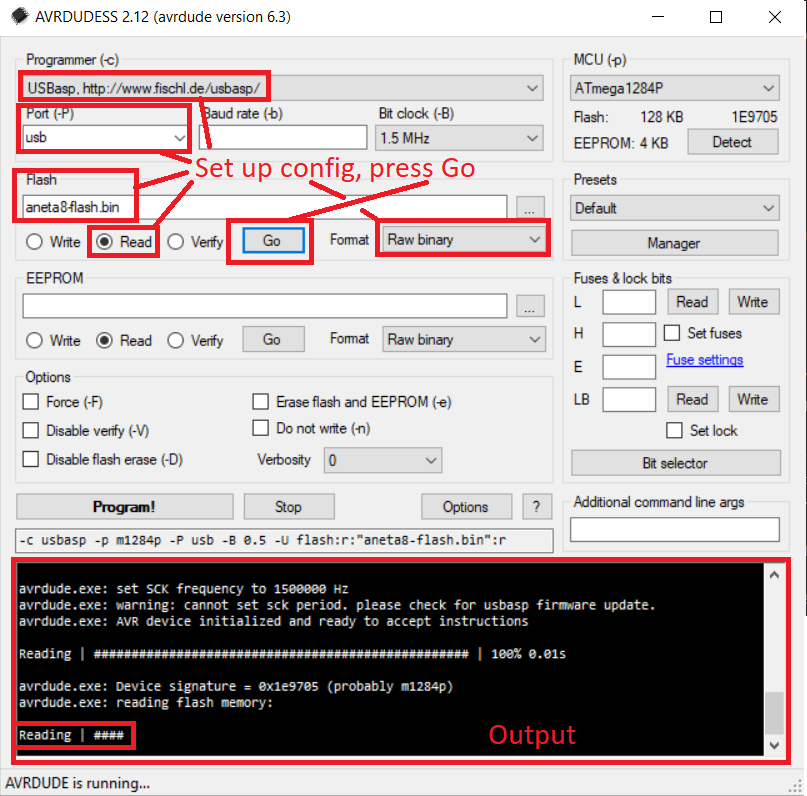 AVRDUDESS 2.12 (avrdude version 6.3)
Programmer (-c)
USBasp, http://www.fischl.de/usbasp/
Port (-P)
Baud rate (-b)
Bit clock (-B)
usb
1.5 MHz
Set up config, press Go
Flash
aneta8-flash.bin
...
Write
Read
Verify
Go
Format
Raw binary
EEPROM
...
Write
Read
Verify
Go
Format
Raw binary
Options
Force (-F)
Erase flash and EEPROM (-e)
Disable verify (-V)
Do not write (-n)
Disable flash erase (-D)
Verbosity
0
Program!
Stop
Options
?
-c usbasp -p m1284p -P usb -B 0.5 -U flash:r:"aneta8-flash.bin":r
MCU (-p)
ATmega1284P
Flash: 128 KB 1E9705
EEPROM: 4 KB
Detect
Presets
Default
Manager
Fuses & lock bits
L
Read
Write
H
Set fuses
E
Fuse settings
LB
Read
Write
Set lock
Bit selector
Additional command line args
avrdude.exe: set SCK frequency to 1500000 Hz
avrdude.exe: warning: cannot set sck period. please check for usbasp firmware update.
avrdude.exe: AVR device initialized and ready to accept instructions
Reading | ################################################## | 100% 0.01s
avrdude.exe: Device signature = 0x1e9705 (probably m1284p)
avrdude.exe: reading flash memory:
Reading | ####
Output
AVRDUDE is running...